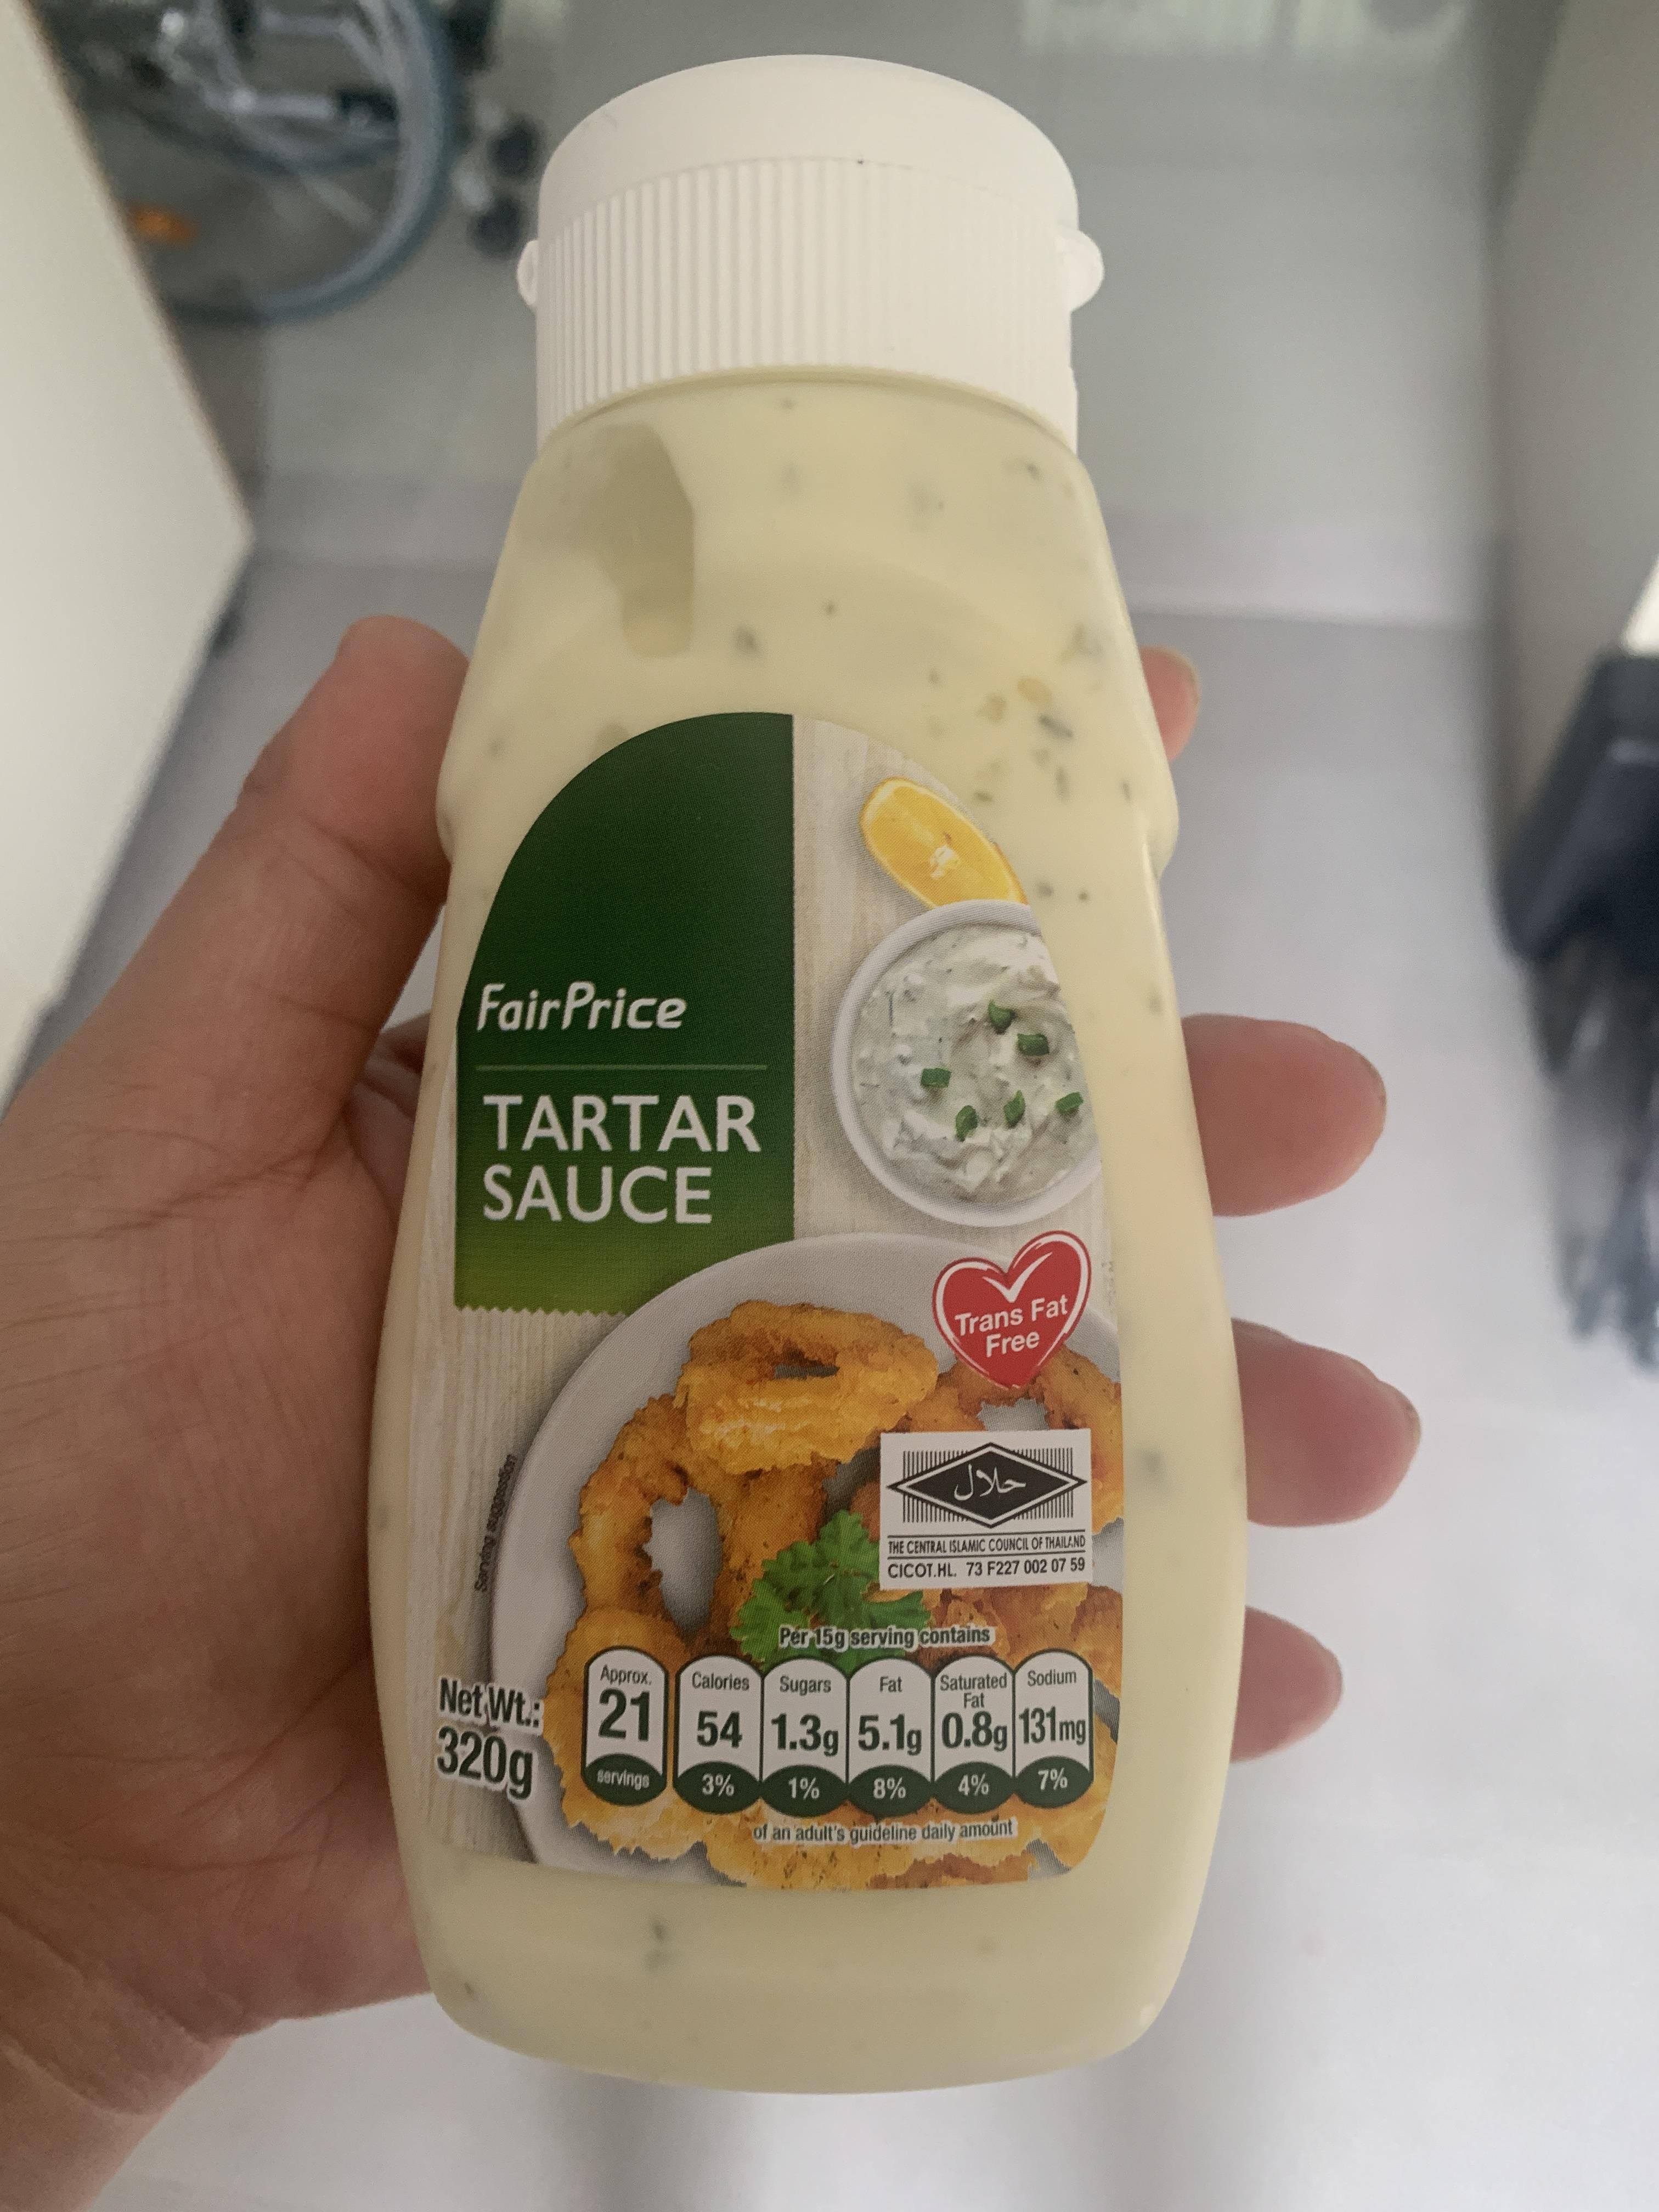 FairPrice
TARTAR
SAUCE
Trans Fat
Free
حلال
THE CENTRAL ISLAMIC COUNCIL OF THAILAND
CICOT.HL. 73 F227 002 07 59
Serving suggestion
Per 15g serving contains
Net Wt.:
320g
Approx.
21
servings
Calories
54
3%
Sugars
1.3g
1%
Fat
5.1g
8%
Saturated
Fat
0.8g
4%
Sodium
131mg
7%
of an adult's guideline daily amount